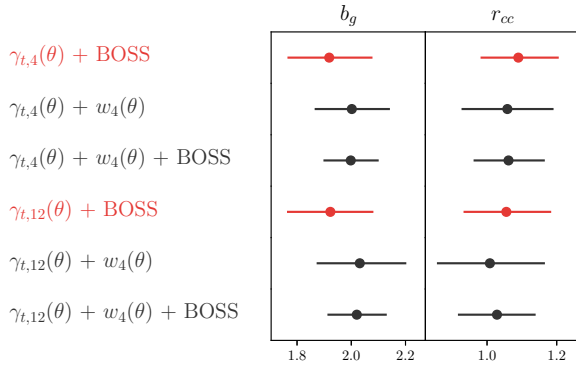 b_g r_cc
γ_t,4(θ) + BOSS
γ_t,4(θ) + w_4(θ)
γ_t,4(θ) + w_4(θ) + BOSS
γ_t,12(θ) + BOSS
γ_t,12(θ) + w_4(θ)
γ_t,12(θ) + w_4(θ) + BOSS
1.8 2.0 2.2 1.0 1.2